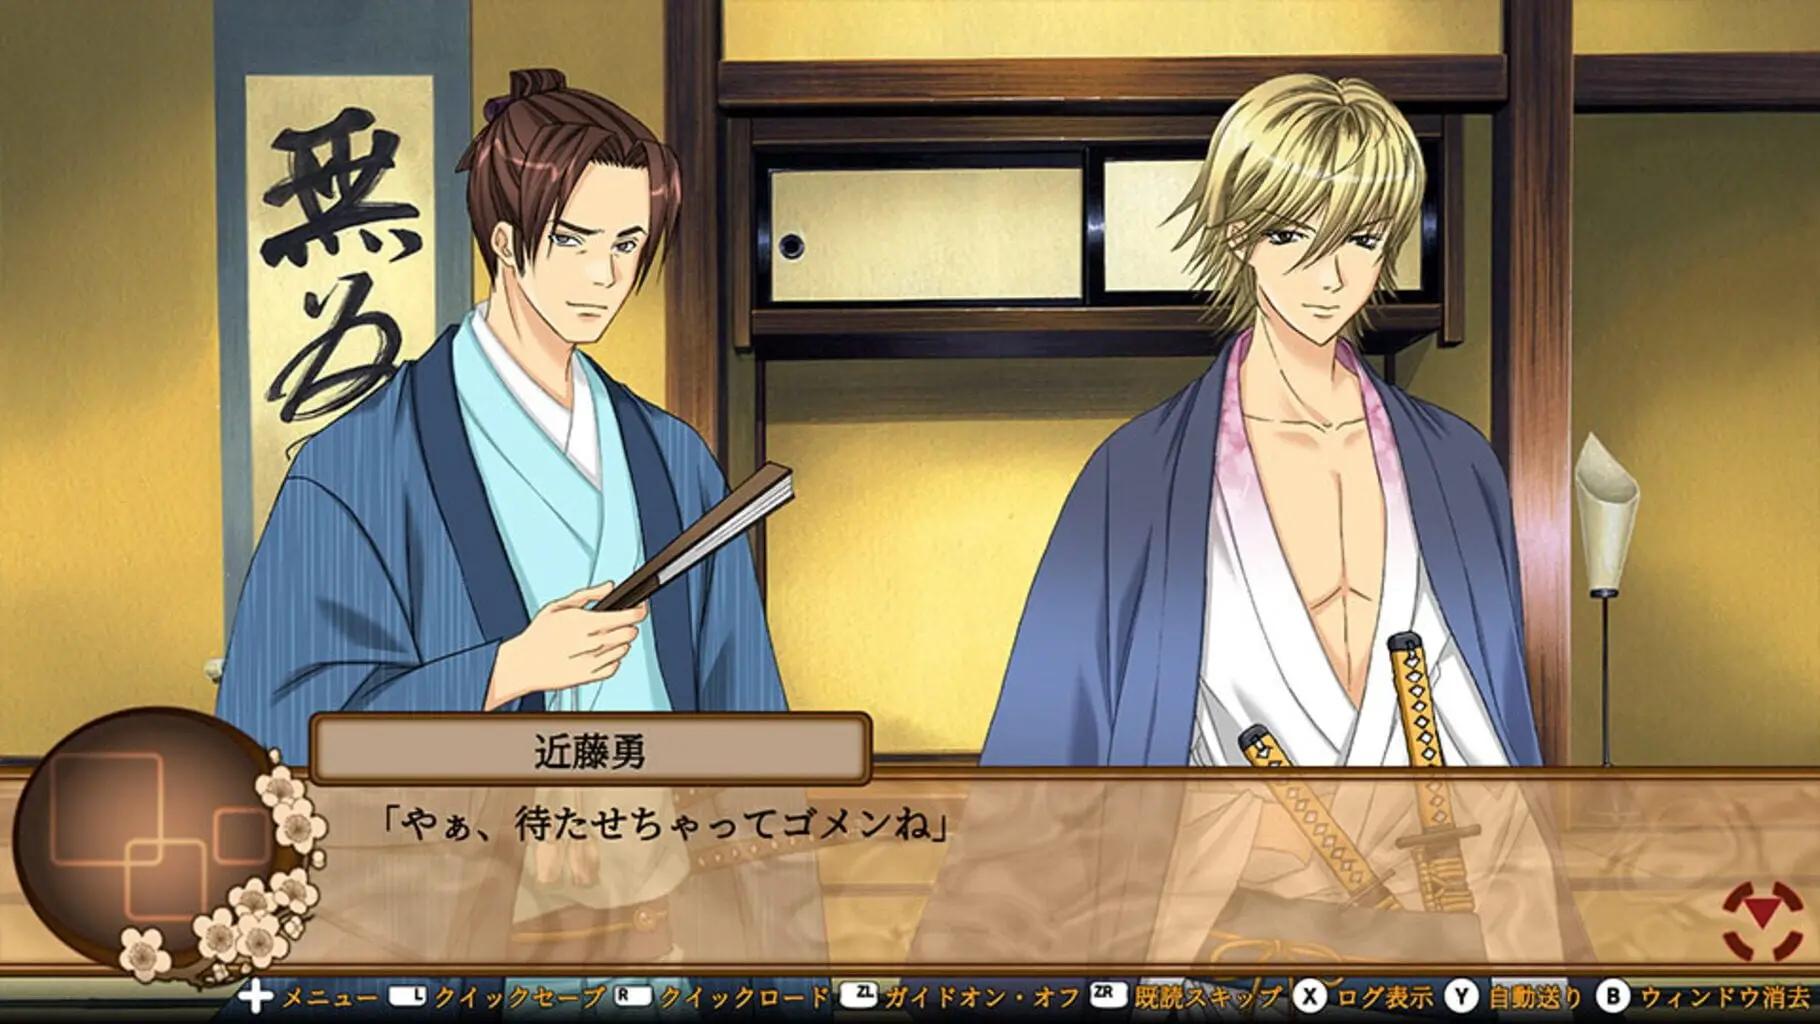 無
為
近藤勇
「やぁ、待たせちゃってゴメンね」
+ メニュー L クイックセーブ R クイックロード ZL ガイドオン・オフ ZR 既読スキップ X ログ表示 Y 自動送り B ウィンドウ消去